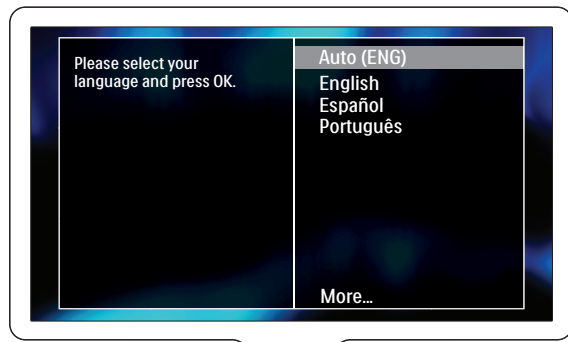 Please select your
language and press OK.
Auto (ENG)
English
Español
Português
More...